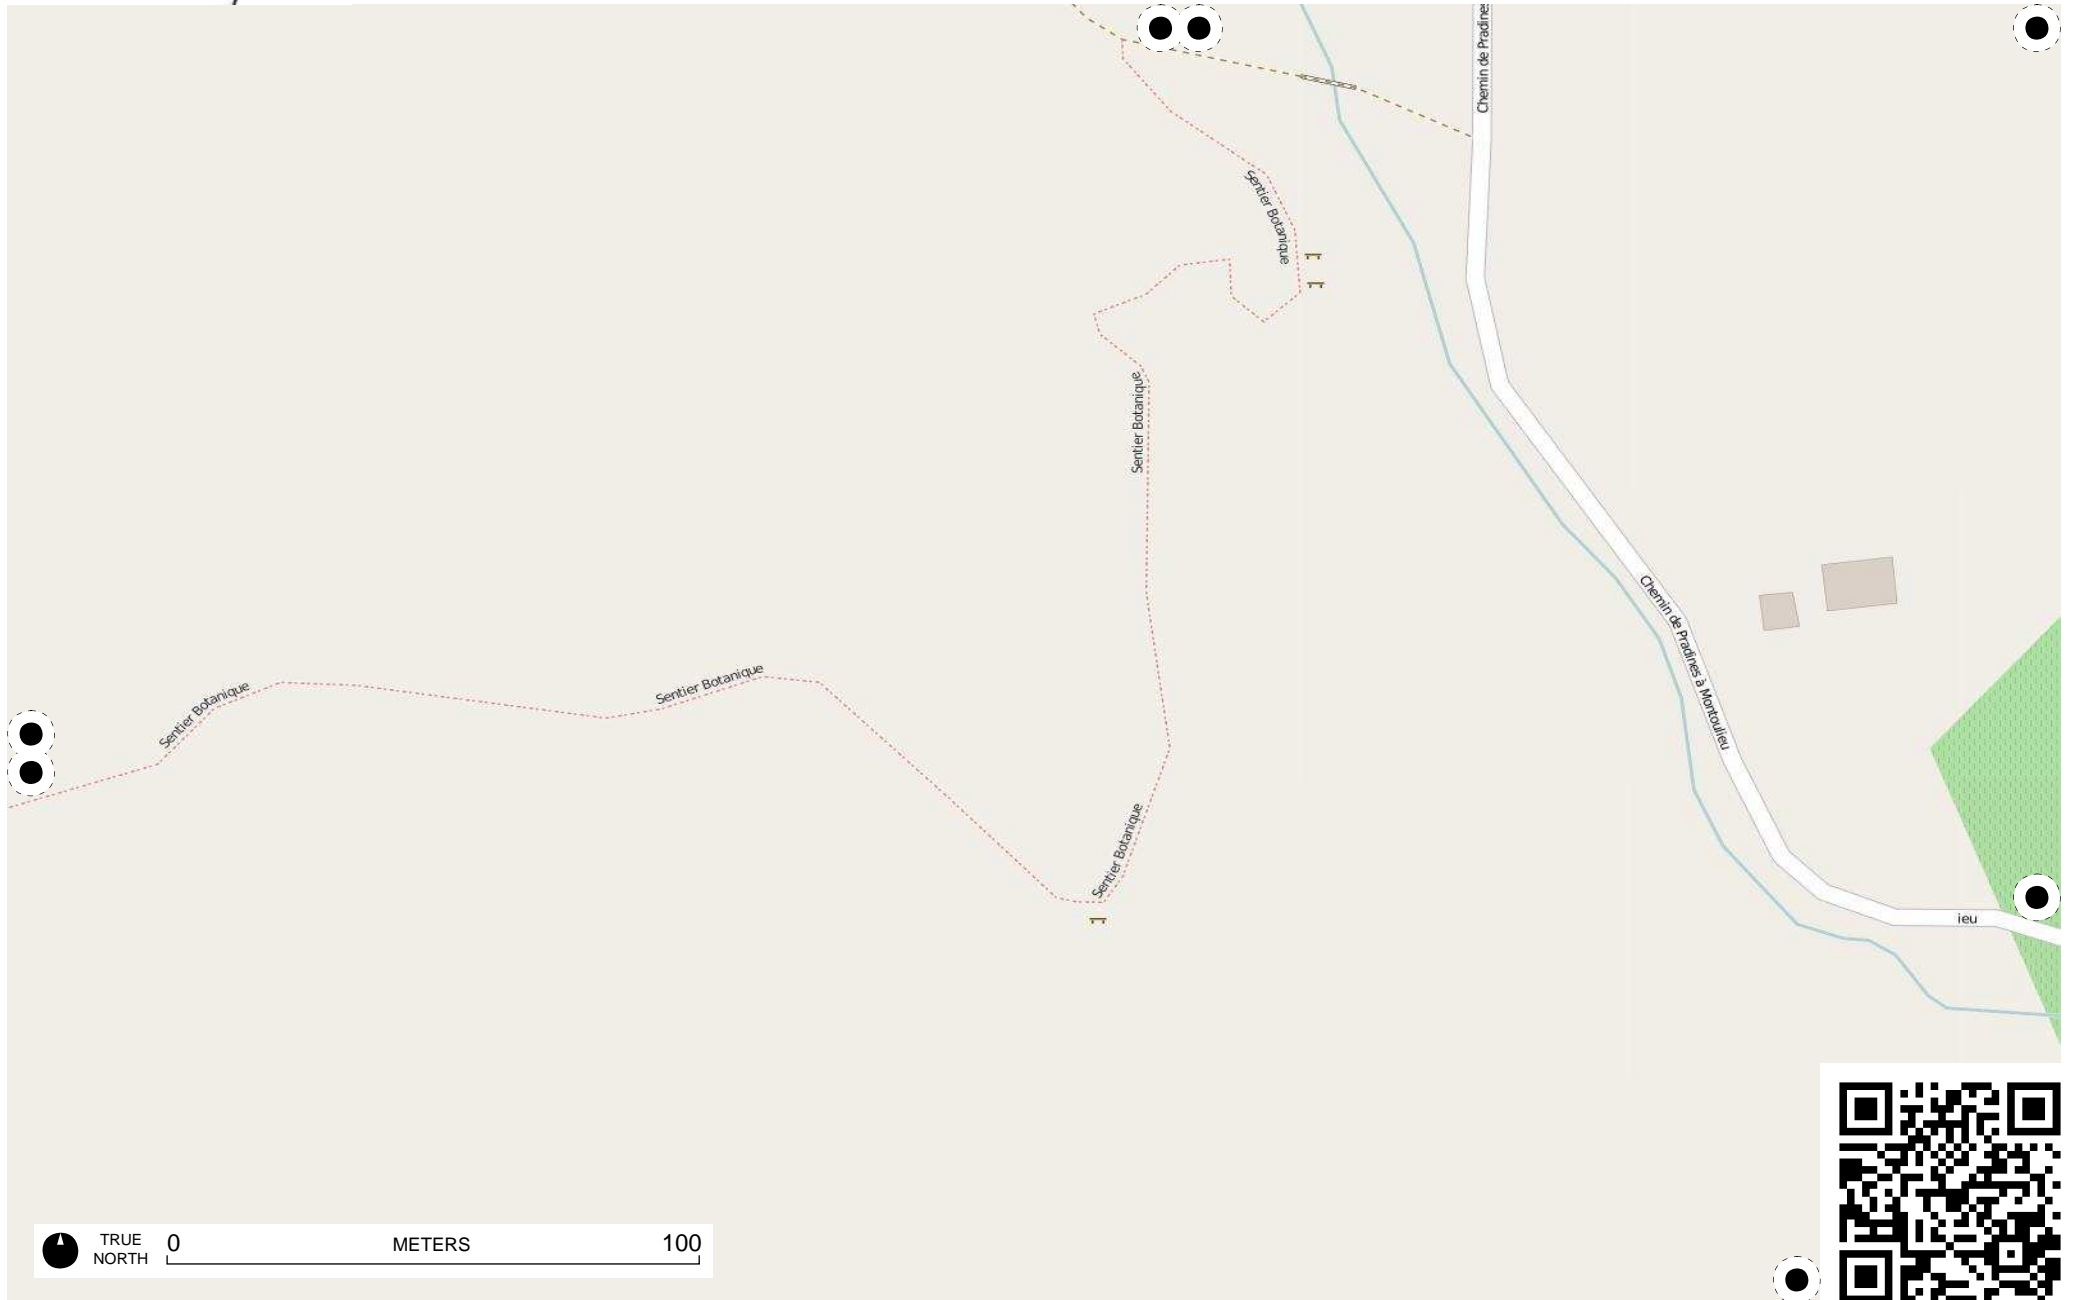 Chemin de Pradines
Sentier Botanique
Sentier Botanique
Chemin de Pradines à Montoulieu
Sentier Botanique
Sentier Botanique
Sentier Botanique
ieu
TRUE
NORTH
0 METERS 100